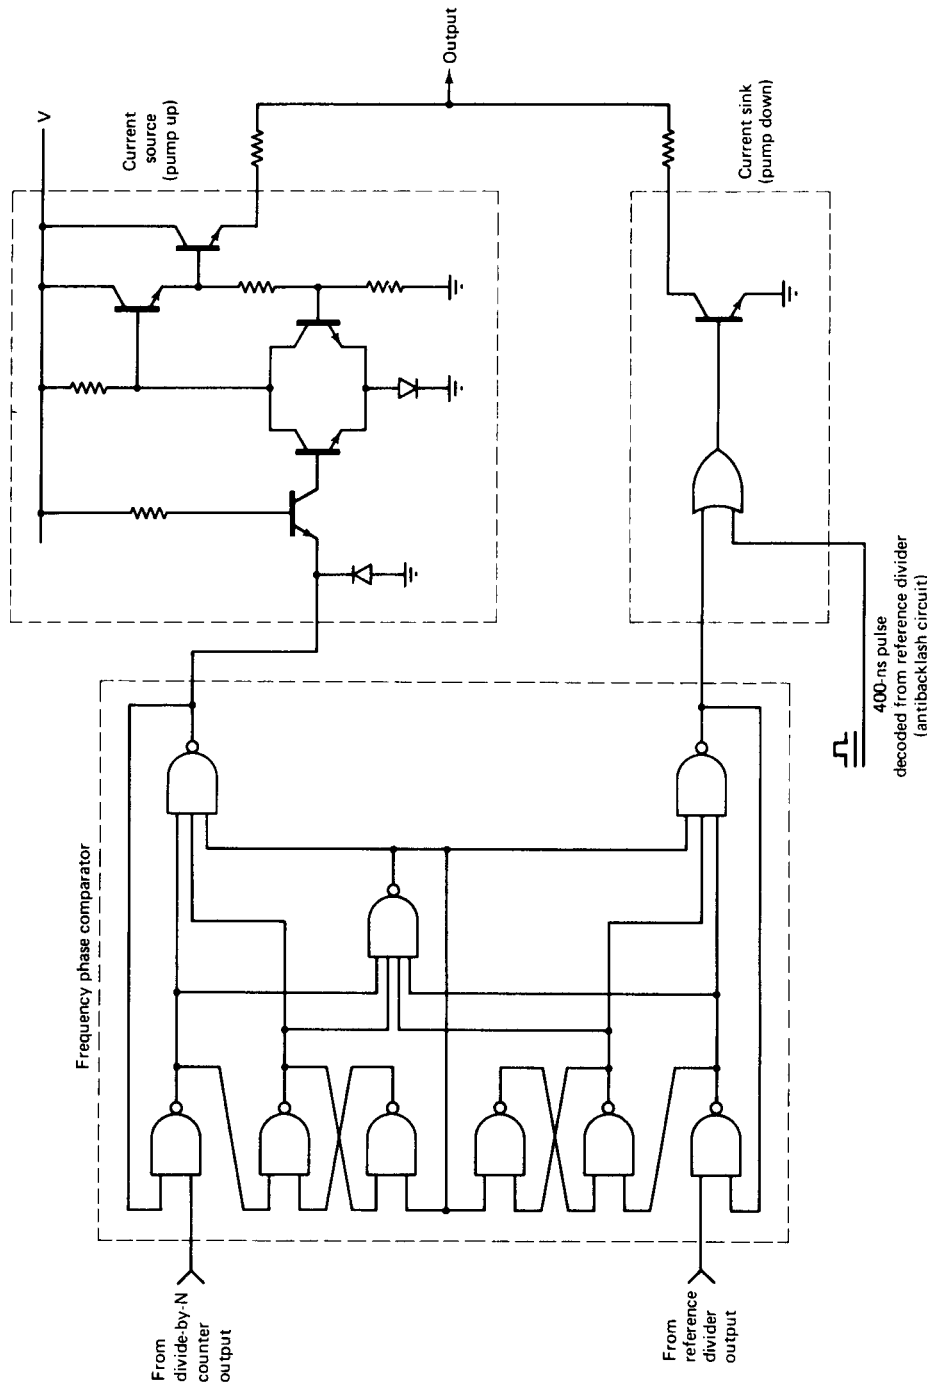 Frequency phase comparator
From
divide-by-N
counter
output
From
reference
divider
output
V
Current
source
(pump up)
Output
Current sink
(pump down)
400-ns pulse
decoded from reference divider
(antibacklash circuit)